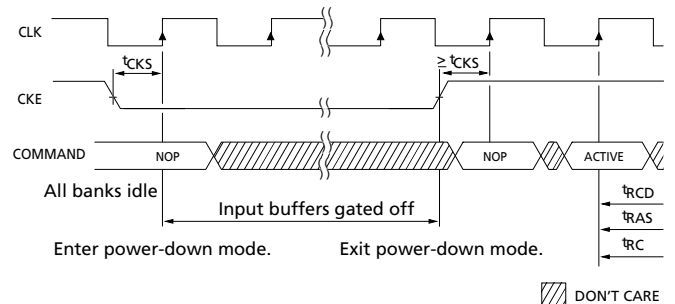 CLK
tCKS
≥ tCKS
CKE
COMMAND NOP NOP ACTIVE
All banks idle
Input buffers gated off
tRCD
tRAS
tRC
Enter power-down mode. Exit power-down mode.
DON'T CARE